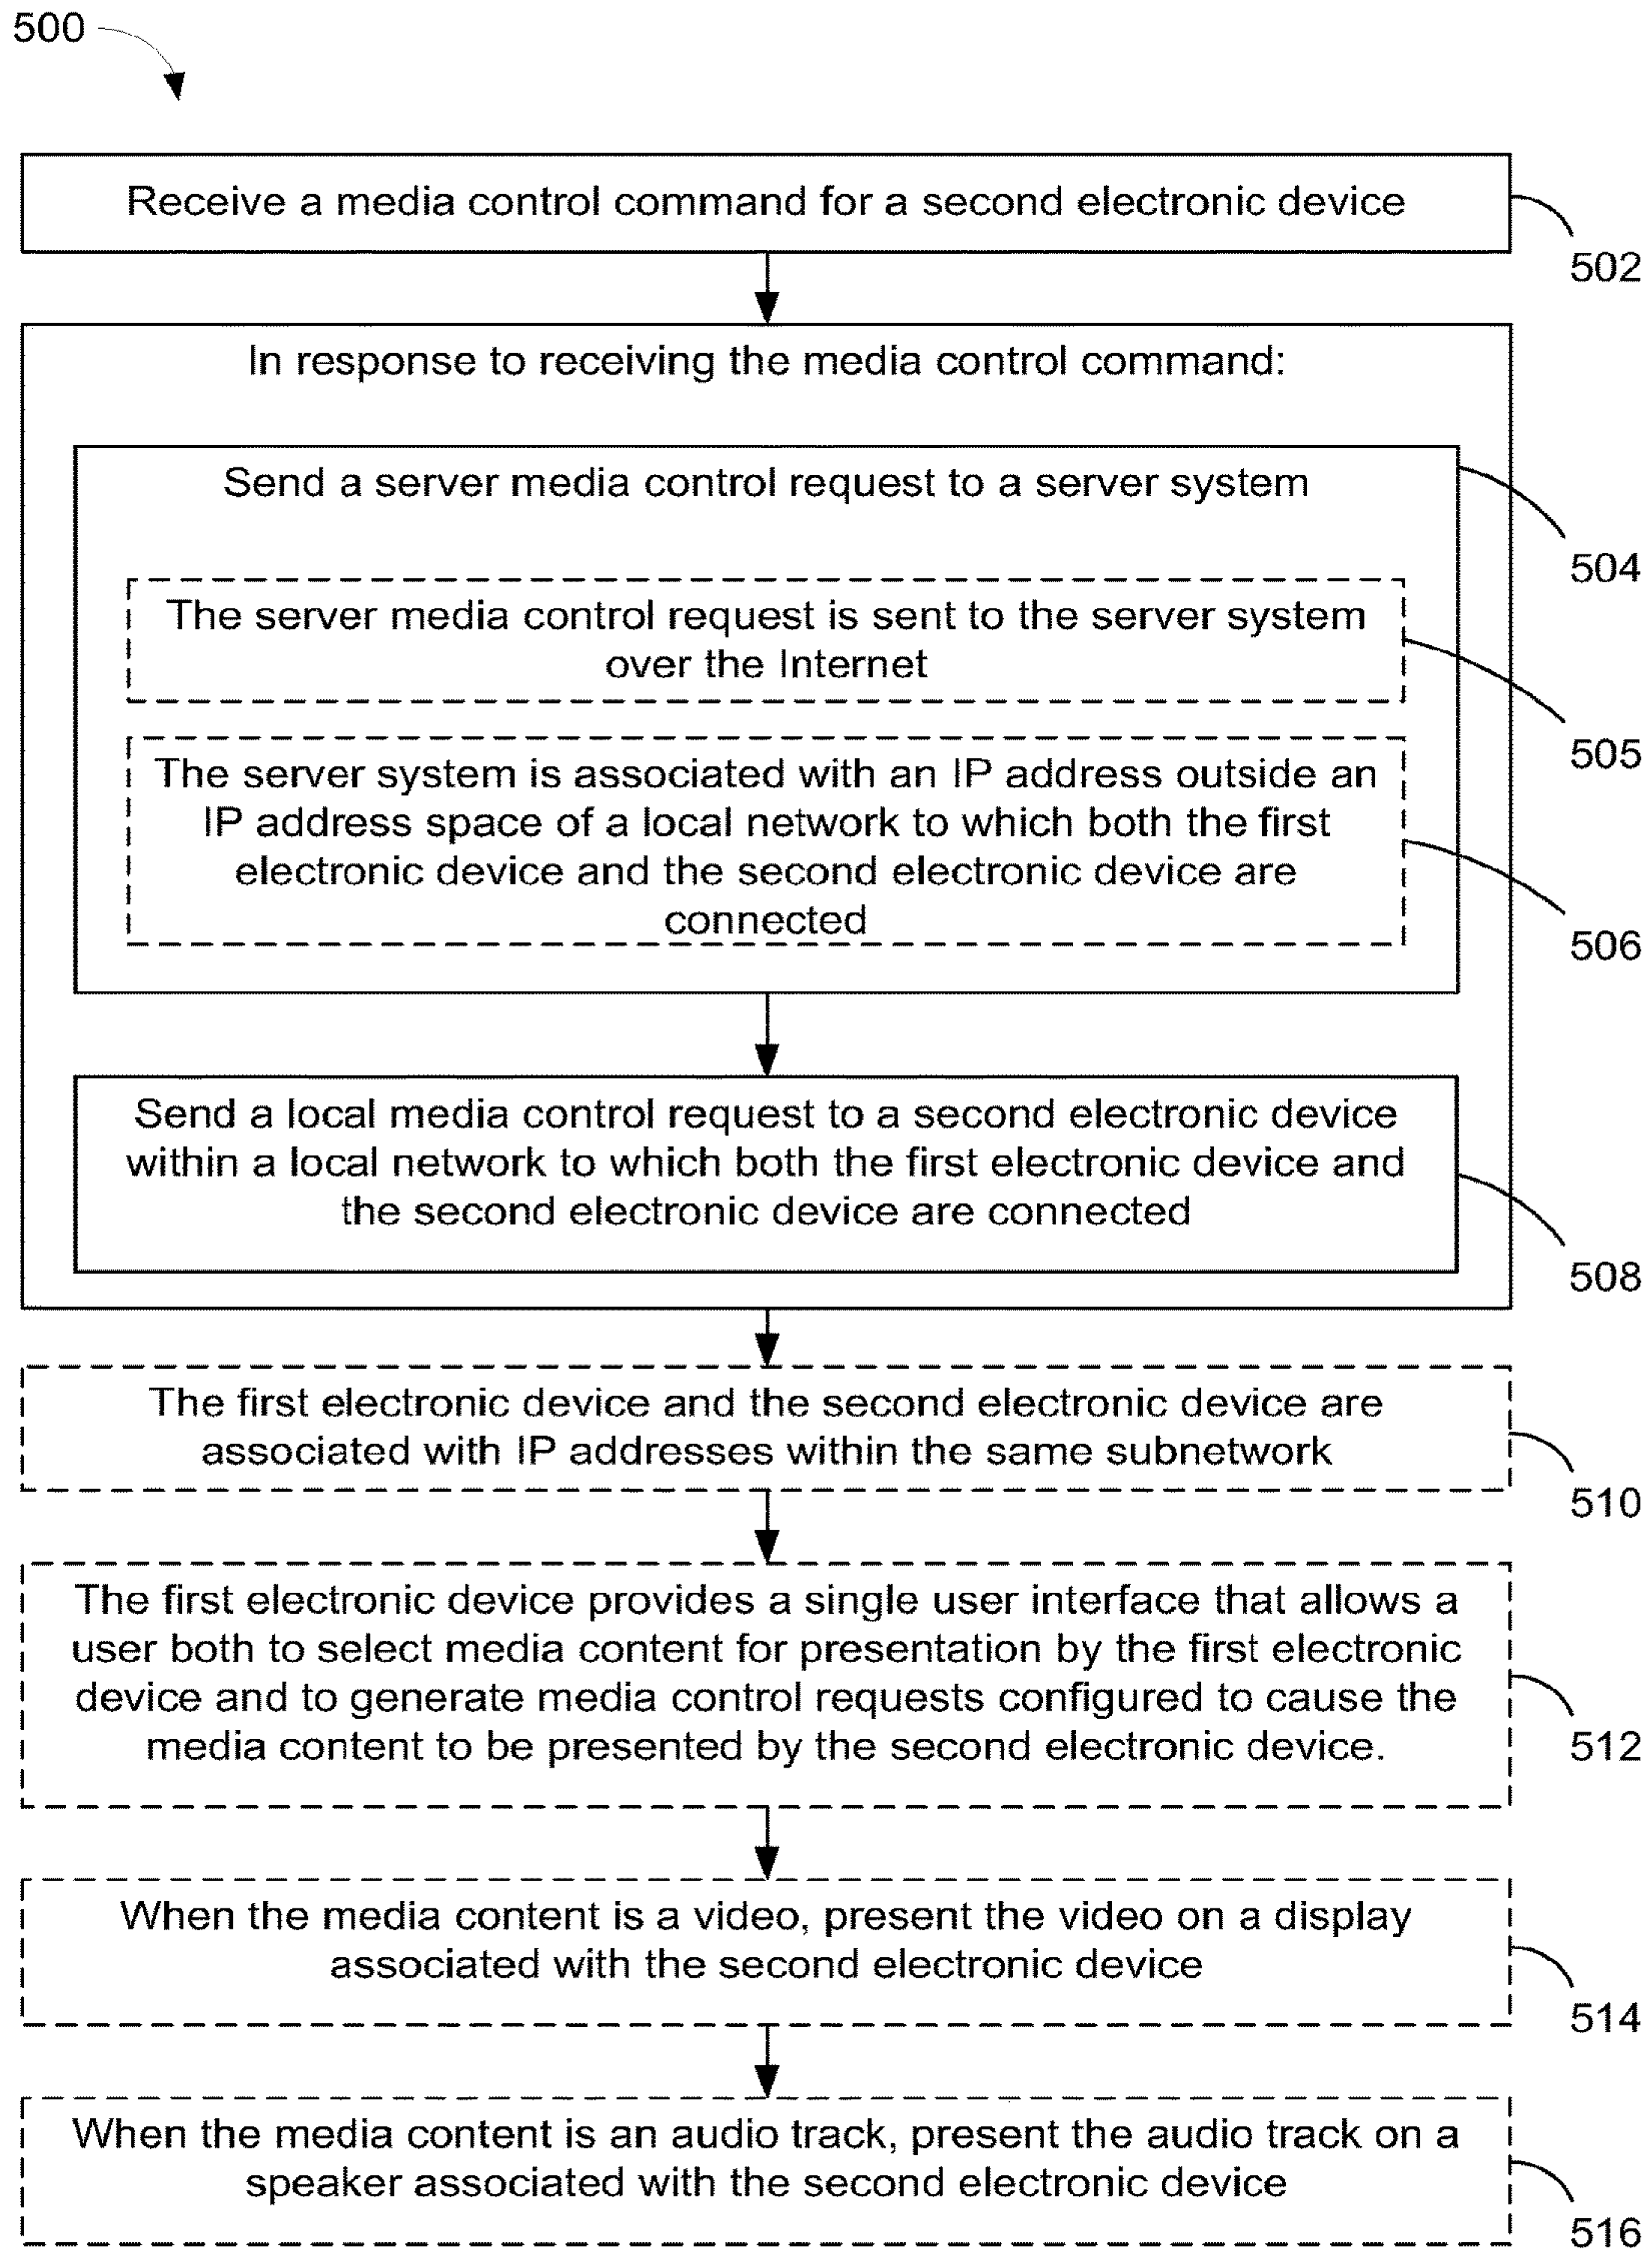 500
Receive a media control command for a second electronic device
502
In response to receiving the media control command:
Send a server media control request to a server system
504
The server media control request is sent to the server system
over the Internet
505
The server system is associated with an IP address outside an
IP address space of a local network to which both the first
electronic device and the second electronic device are
connected
506
Send a local media control request to a second electronic device
within a local network to which both the first electronic device and
the second electronic device are connected
508
The first electronic device and the second electronic device are
associated with IP addresses within the same subnetwork
510
The first electronic device provides a single user interface that allows a
user both to select media content for presentation by the first electronic
device and to generate media control requests configured to cause the
media content to be presented by the second electronic device.
512
When the media content is a video, present the video on a display
associated with the second electronic device
514
When the media content is an audio track, present the audio track on a
speaker associated with the second electronic device
516